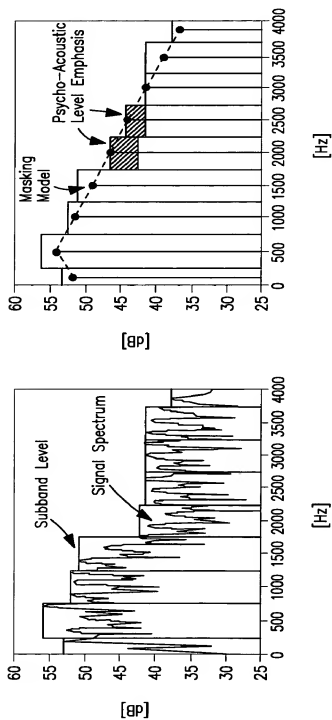 [dB]
60
55
50
45
40
35
30
25
Subband Level
Signal Spectrum
0 500 1000 1500 2000 2500 3000 3500 4000
[Hz]
[dB]
60
55
50
45
40
35
30
25
Masking
Model
Psycho-Acoustic
Level Emphasis
0 500 1000 1500 2000 2500 3000 3500 4000
[Hz]